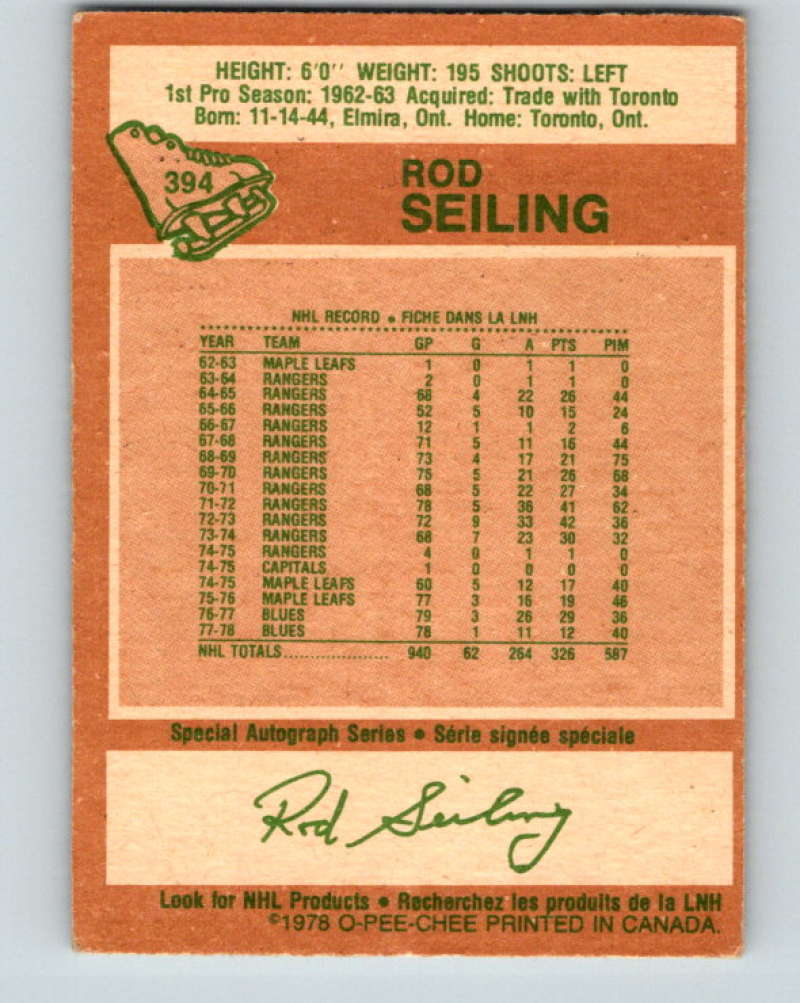 HEIGHT: 6'0'' WEIGHT: 195 SHOOTS: LEFT
1st Pro Season: 1962-63 Acquired: Trade with Toronto
Born: 11-14-44, Elmira, Ont. Home: Toronto, Ont.
394
ROD
SEILING
NHL RECORD • FICHE DANS LA LNH
YEAR TEAM GP G A PTS PIM
62-63 MAPLE LEAFS 1 0 1 1 0
63-64 RANGERS 2 0 1 1 0
64-65 RANGERS 68 4 22 26 44
65-66 RANGERS 52 5 10 15 24
66-67 RANGERS 12 1 1 2 6
67-68 RANGERS 71 5 11 16 44
68-69 RANGERS 73 4 17 21 75
69-70 RANGERS 75 5 21 26 68
70-71 RANGERS 68 5 22 27 34
71-72 RANGERS 78 5 36 41 62
72-73 RANGERS 72 9 33 42 36
73-74 RANGERS 68 7 23 30 32
74-75 RANGERS 4 0 1 1 0
74-75 CAPITALS 1 0 0 0 0
74-75 MAPLE LEAFS 60 5 12 17 40
75-76 MAPLE LEAFS 77 3 16 19 46
76-77 BLUES 79 3 26 29 36
77-78 BLUES 78 1 11 12 40
NHL TOTALS..................... 940 62 264 326 587
Special Autograph Series • Série signée spéciale
Rod Seiling
Look for NHL Products • Recherchez les produits de la LNH
©1978 O-PEE-CHEE PRINTED IN CANADA.